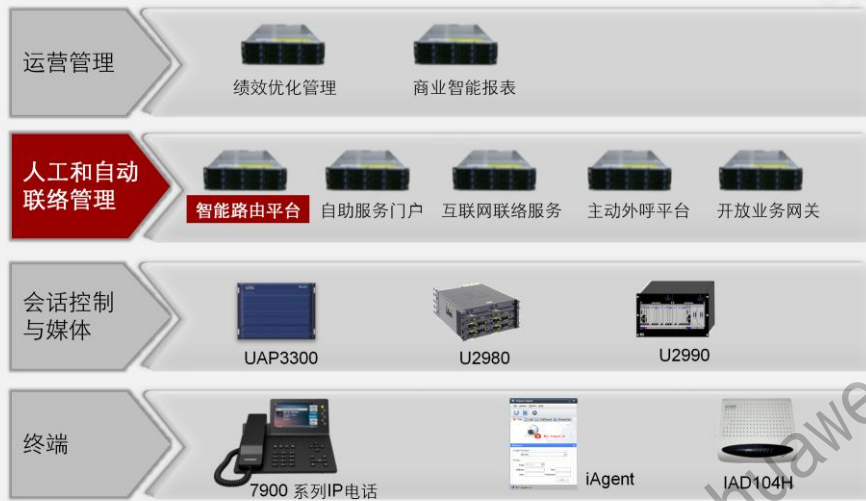 运营管理
绩效优化管理
商业智能报表
人工和自动
联络管理
智能路由平台
自助服务门户
互联网联络服务
主动外呼平台
开放业务网关
会话控制
与媒体
UAP3300
U2980
U2990
终端
7900 系列IP电话
iAgent
IAD104H
huawe